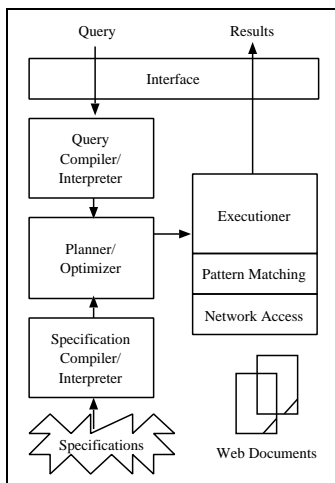 Query
Results
Interface
Query
Compiler/
Interpreter
Planner/
Optimizer
Executioner
Pattern Matching
Network Access
Specification
Compiler/
Interpreter
Specifications
Web Documents